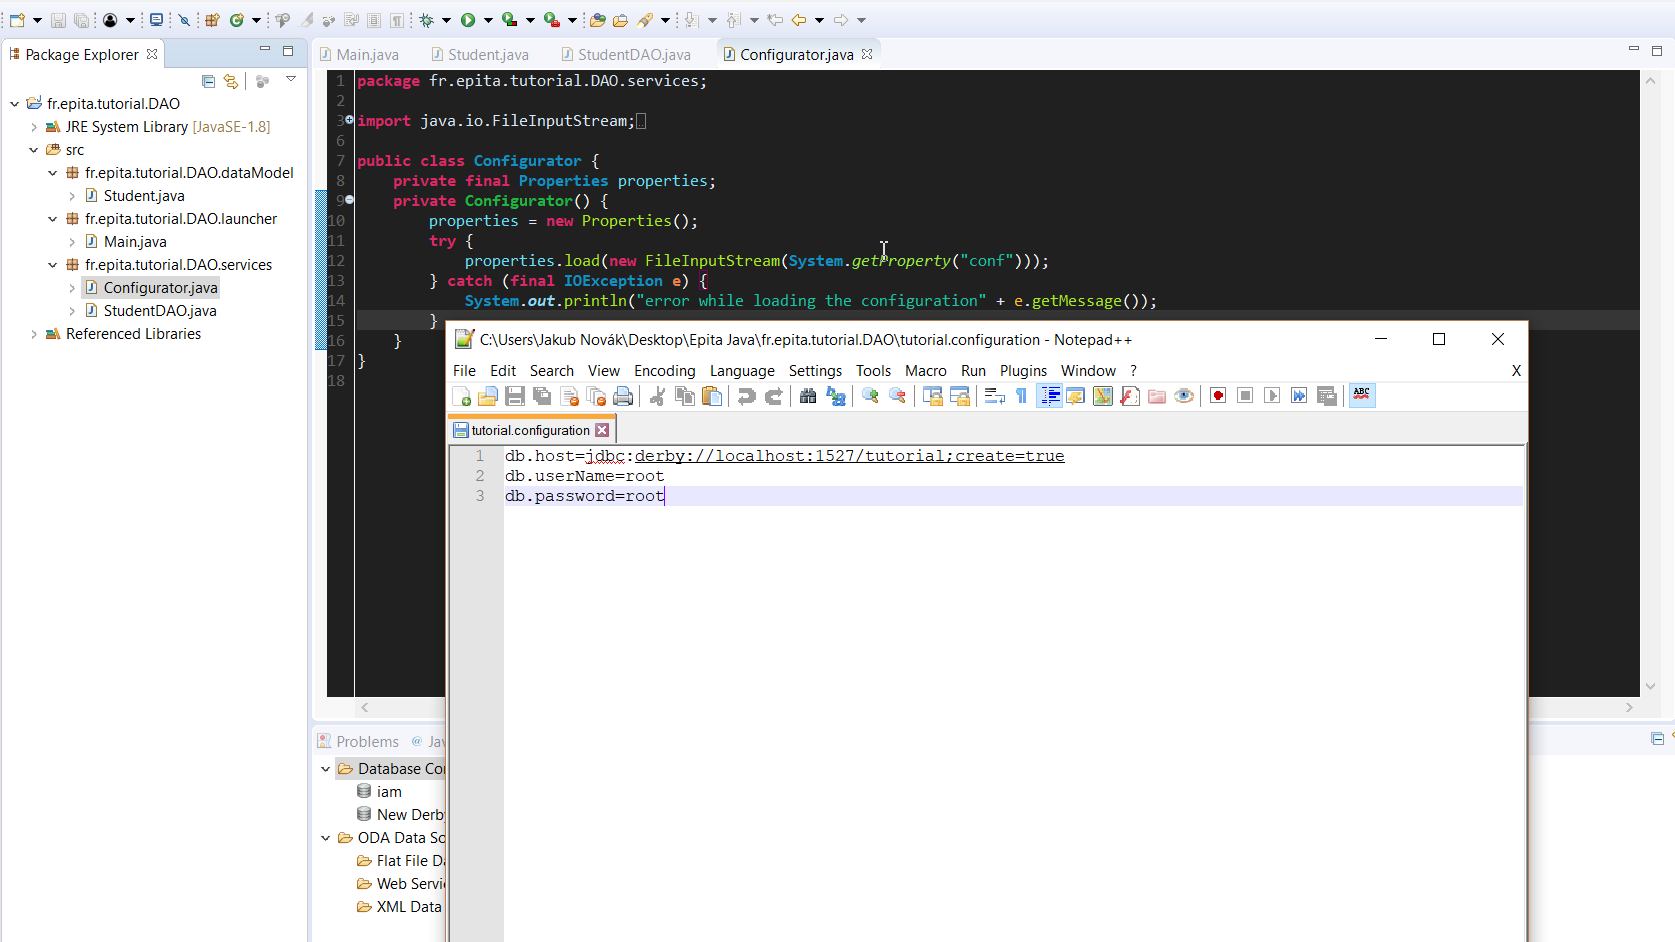 Package Explorer
Main.java
Student.java
StudentDAO.java
Configurator.java
fr.epita.tutorial.DAO
JRE System Library [JavaSE-1.8]
src
fr.epita.tutorial.DAO.dataModel
Student.java
fr.epita.tutorial.DAO.launcher
Main.java
fr.epita.tutorial.DAO.services
Configurator.java
StudentDAO.java
Referenced Libraries
1 package fr.epita.tutorial.DAO.services;
2
3 import java.io.FileInputStream;
6
7 public class Configurator {
8 private final Properties properties;
9 private Configurator() {
10 properties = new Properties();
11 try {
12 properties.load(new FileInputStream(System.getProperty("conf")));
13 } catch (final IOException e) {
14 System.out.println("error while loading the configuration" + e.getMessage());
15 }
16 }
17 }
18
C:\Users\Jakub Novák\Desktop\Epita Java\fr.epita.tutorial.DAO\tutorial.configuration - Notepad++
File Edit Search View Encoding Language Settings Tools Macro Run Plugins Window ? X
ABC
tutorial.configuration
1 db.host=jdbc:derby://localhost:1527/tutorial;create=true
2 db.userName=root
3 db.password=root
Problems @ Jav
Database Co
iam
New Derb
ODA Data So
Flat File Da
Web Servi
XML Data